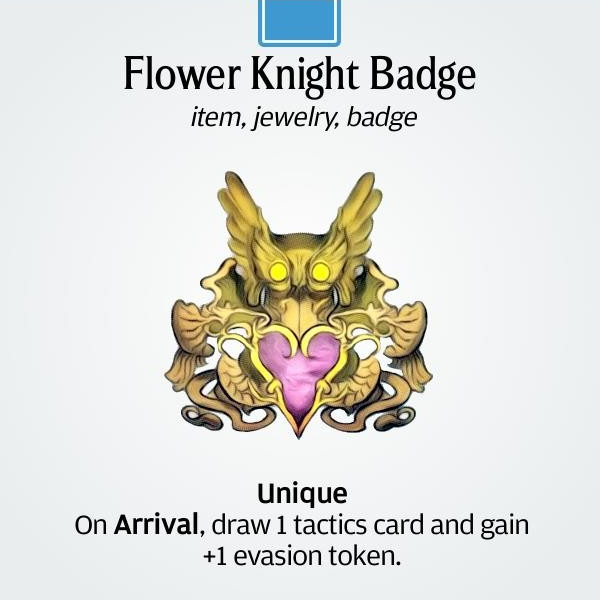 Flower Knight Badge
item, jewelry, badge
Unique
On Arrival, draw 1 tactics card and gain
+1 evasion token.